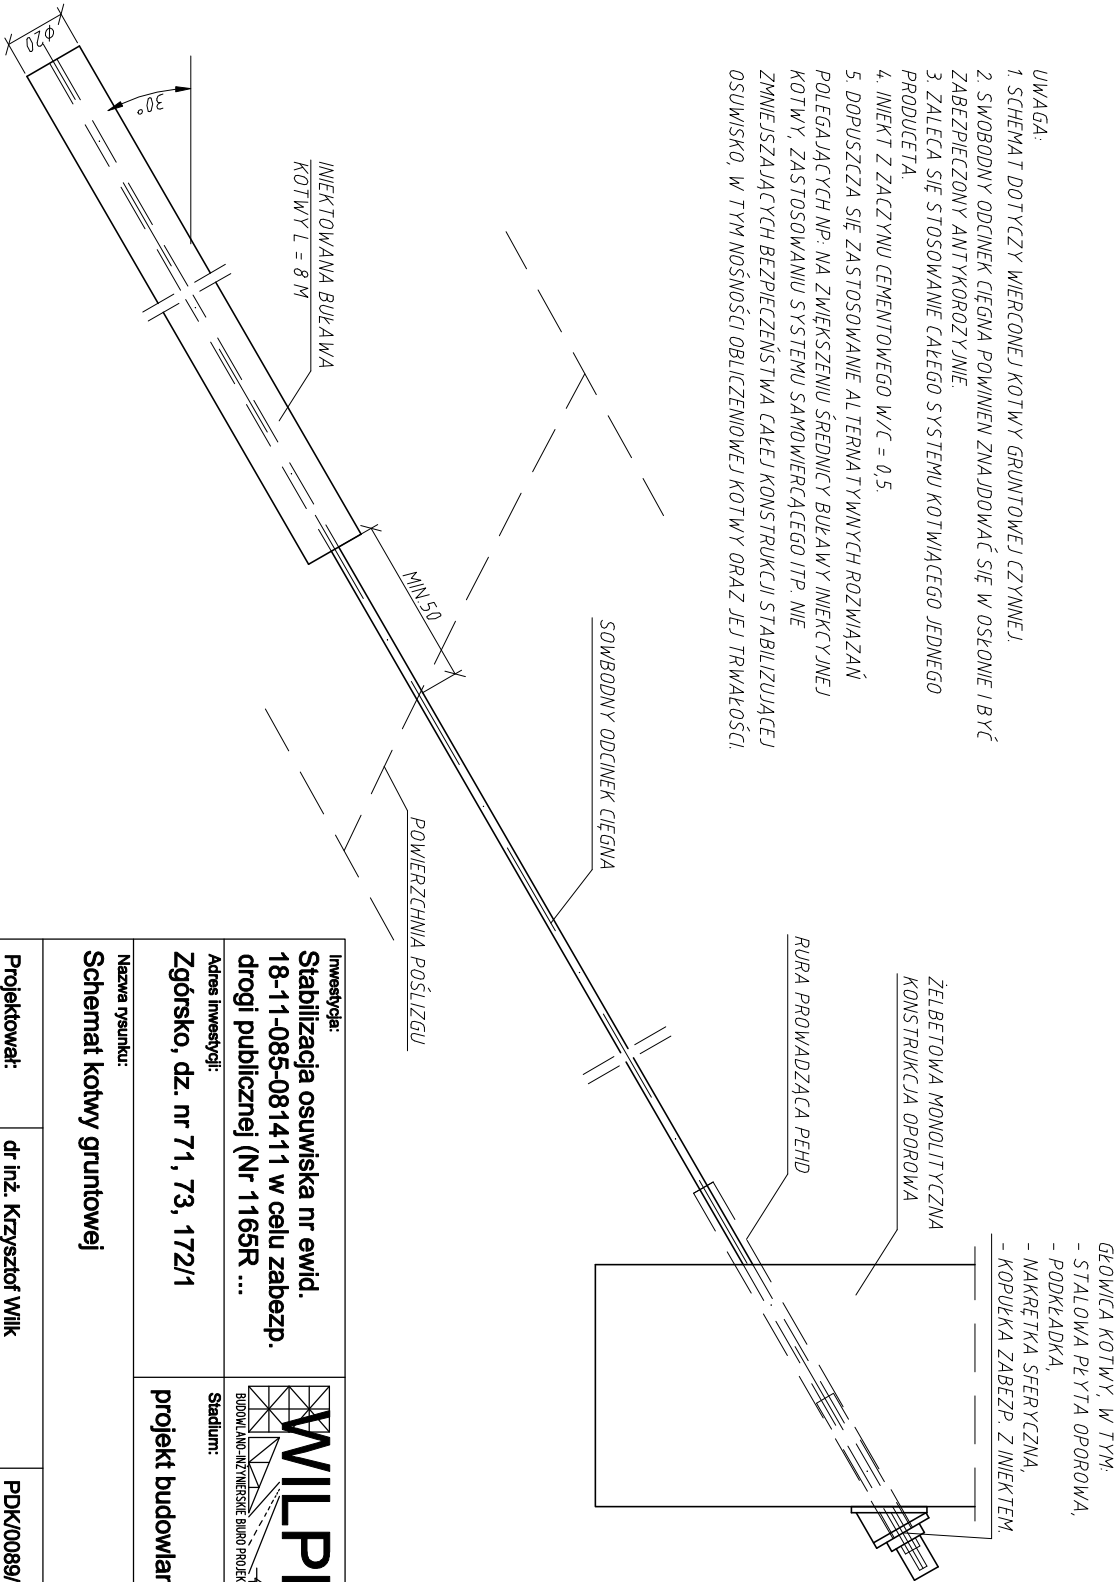 UWAGA:
1. SCHEMAT DOTYCZY WIERCONEJ KOTWY GRUNTOWEJ CZYNNEJ.
2. SWOBODNY ODCINEK CIĘGNA POWINIEN ZNAJDOWAĆ SIĘ W OSŁONIE I BYĆ
ZABEZPIECZONY ANTYKOROZYJNIE.
3. ZALECA SIĘ STOSOWANIE CAŁEGO SYSTEMU KOTWIĄCEGO JEDNEGO
PRODUCETA.
4. INIEKT Z ZACZYNU CEMENTOWEGO W/C = 0,5.
5. DOPUSZCZA SIĘ ZASTOSOWANIE ALTERNATYWNYCH ROZWIĄZAŃ
POLEGAJĄCYCH NP: NA ZWIĘKSZENIU ŚREDNICY BUŁAWY INIEKCYJNEJ
KOTWY, ZASTOSOWANIU SYSTEMU SAMOWIERCĄCEGO ITP. NIE
ZMNIEJSZAJĄCYCH BEZPIECZEŃSTWA CAŁEJ KONSTRUKCJI STABILIZUJĄCEJ
OSUWISKO, W TYM NOŚNOŚCI OBLICZENIOWEJ KOTWY ORAZ JEJ TRWAŁOŚCI.
GŁOWICA KOTWY, W TYM:
- STALOWA PŁYTA OPOROWA,
- PODKŁADKA,
- NAKRĘTKA SFERYCZNA,
- KOPUŁKA ZABEZP. Z INIEKTEM.
ŻELBETOWA MONOLITYCZNA
KONSTRUKCJA OPOROWA
RURA PROWADZĄCA PEHD
SOWBODNY ODCINEK CIĘGNA
POWIERZCHNIA POŚLIZGU
MIN.50
INIEKTOWANA BUŁAWA
KOTWY L = 8 M
30°
Φ20
Inwestycja:
Stabilizacja osuwiska nr ewid.
18-11-085-081411 w celu zabezp.
drogi publicznej (Nr 1165R ...
BUDOWLANO-INŻYNIERSKIE BIURO PROJEK
Adres inwestycji:
Zgórsko, dz. nr 71, 73, 172/1
Stadium:
Nazwa rysunku:
Schemat kotwy gruntowej
Projektował:
dr inż. Krzysztof Wilk
PDK/0089/